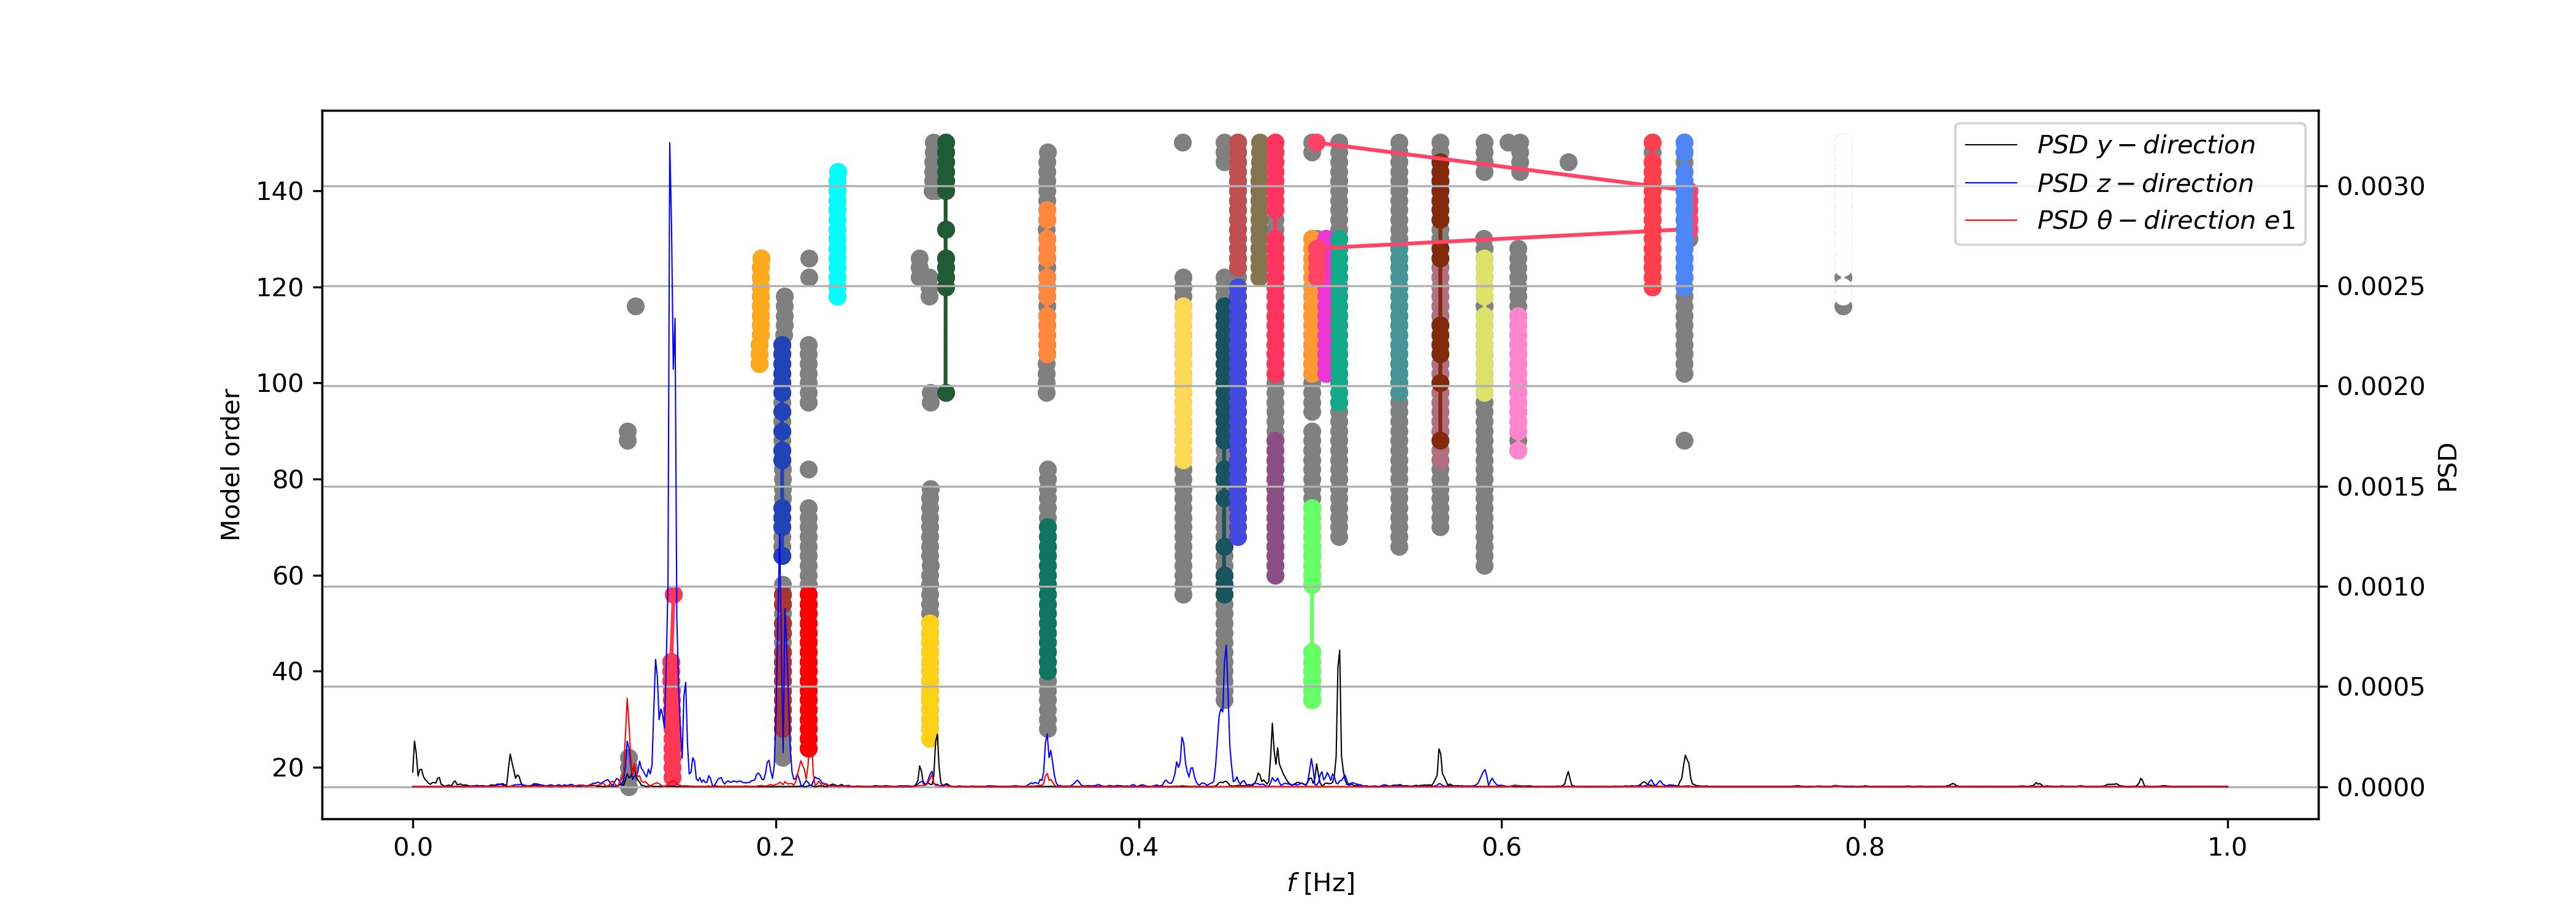 PSD y − direction
PSD z − direction
PSD θ − direction e1
140
120
100
80
60
40
20
Model order
0.0030
0.0025
0.0020
0.0015
0.0010
0.0005
0.0000
PSD
0.0 0.2 0.4 0.6 0.8 1.0
f [Hz]